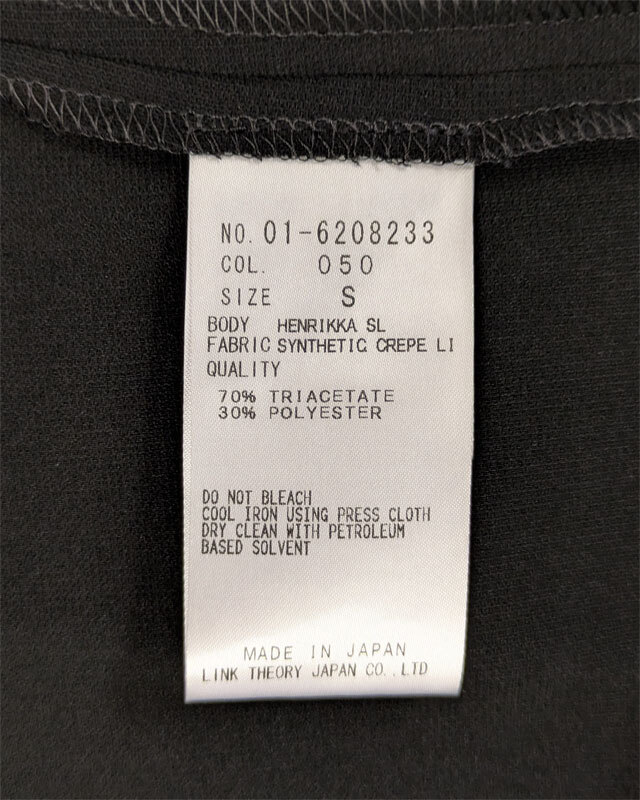 NO. 01-6208233
COL. 050
SIZE S
BODY HENRIKKA SL
FABRIC SYNTHETIC CREPE LI
QUALITY
70% TRIACETATE
30% POLYESTER
DO NOT BLEACH
COOL IRON USING PRESS CLOTH
DRY CLEAN WITH PETROLEUM
BASED SOLVENT
MADE IN JAPAN
LINK THEORY JAPAN CO.,LTD